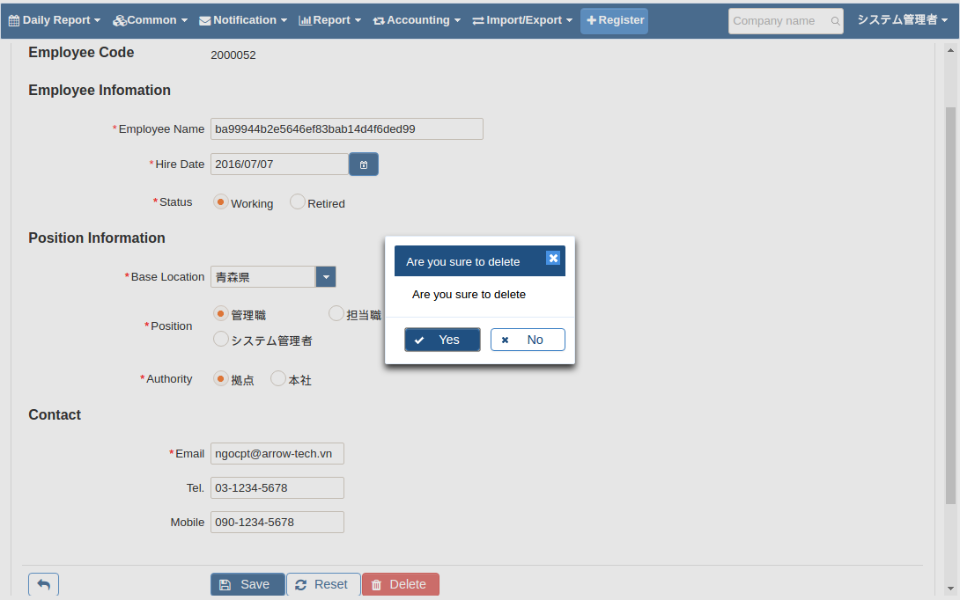 Daily Report Common Notification Report Accounting Import/Export Register Company name システム管理者
Employee Code 2000052
Employee Infomation
*Employee Name ba99944b2e5646ef83bab14d4f6ded99
*Hire Date 2016/07/07
*Status Working Retired
Position Information
*Base Location 青森県
*Position 管理職 担当職
システム管理者
*Authority 拠点 本社
Are you sure to delete
Are you sure to delete
Yes No
Contact
*Email ngocpt@arrow-tech.vn
Tel. 03-1234-5678
Mobile 090-1234-5678
Save Reset Delete